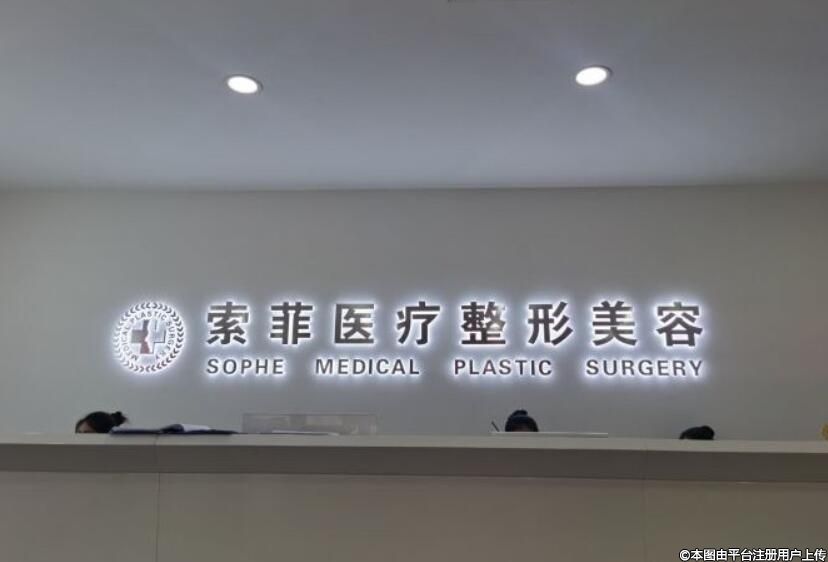 索菲医疗整形美容
SOPHE MEDICAL PLASTIC SURGERY
©本图由平台注册用户上传